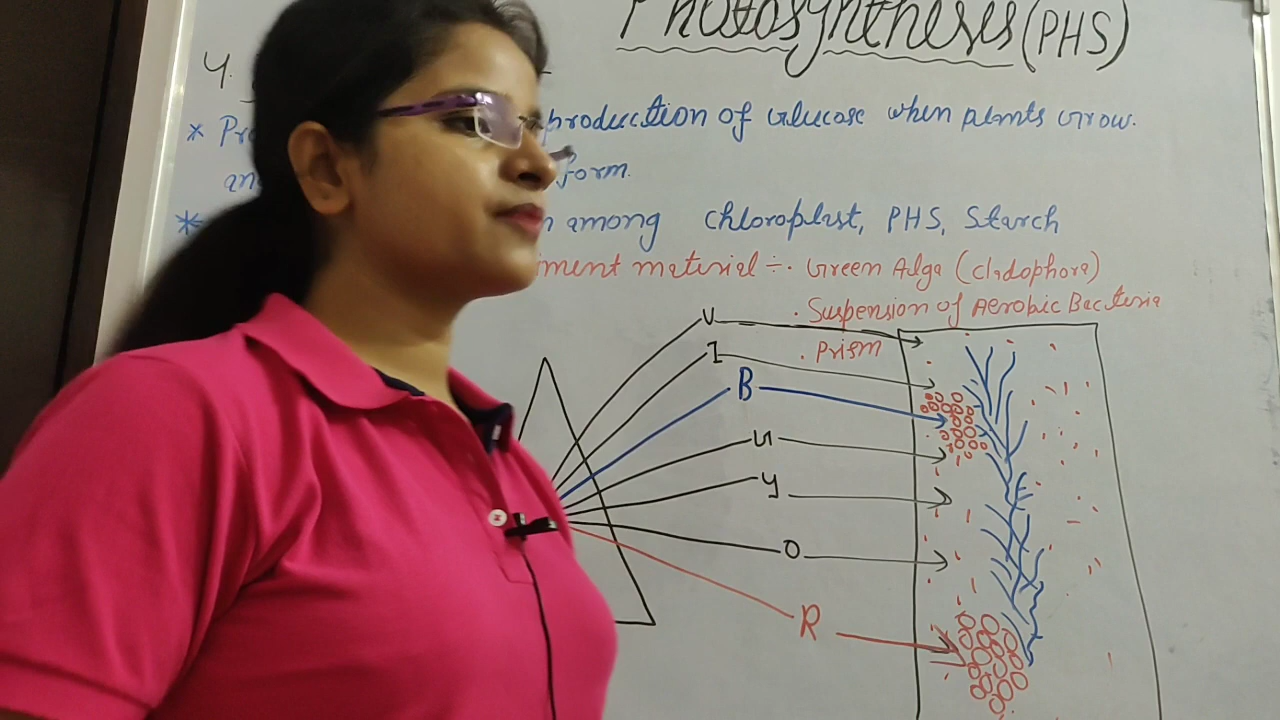 Photosynthesis (PHS)
4.
* Pr production of Glucose when plants Grow.
an form.
* n among chloroplast, PHS, Starch
iment material ÷ . Green Alga (cladophora)
. Suspension of Aerobic Bacteria
. Prism
V
I
B
G
Y
O
R